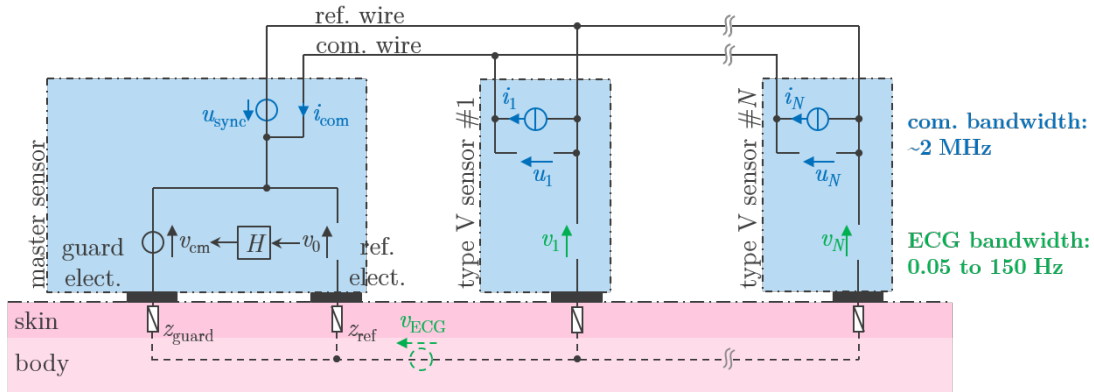 ref. wire
com. wire
master sensor
u_sync
i_com
guard
elect.
v_cm
H
v_0
ref.
elect.
type V sensor #1
i_1
u_1
v_1
type V sensor #N
i_N
u_N
v_N
com. bandwidth:
~2 MHz
ECG bandwidth:
0.05 to 150 Hz
skin
z_guard
z_ref
v_ECG
body